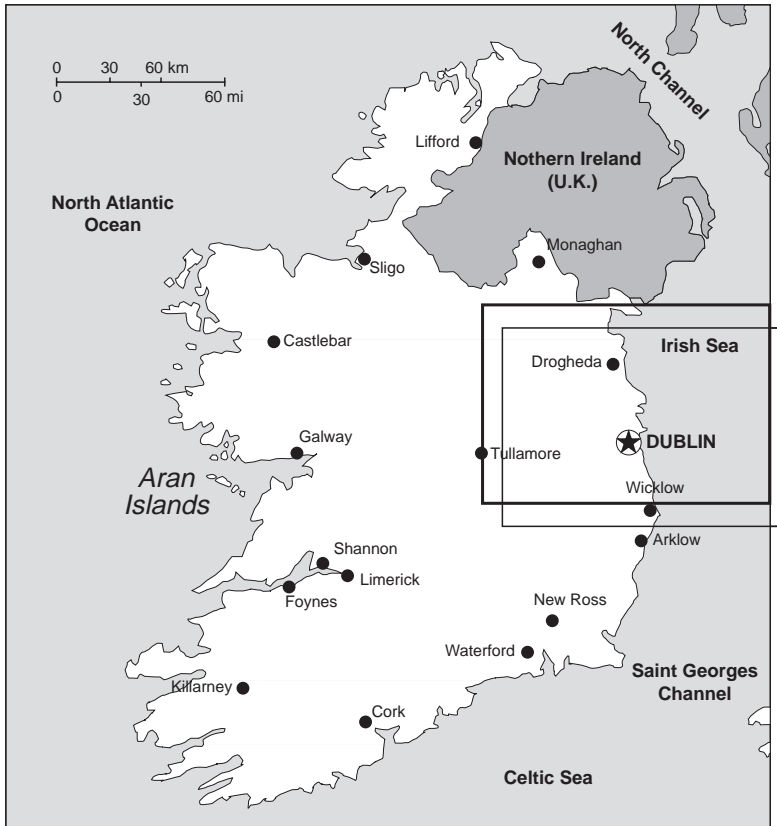 North Channel
0 30 60 km
0 30 60 mi
Lifford
Nothern Ireland
(U.K.)
North Atlantic
Ocean
Monaghan
Sligo
Castlebar
Irish Sea
Drogheda
Galway
Tullamore
DUBLIN
Aran
Islands
Wicklow
Arklow
Shannon
Limerick
Foynes
New Ross
Waterford
Saint Georges
Channel
Killarney
Cork
Celtic Sea